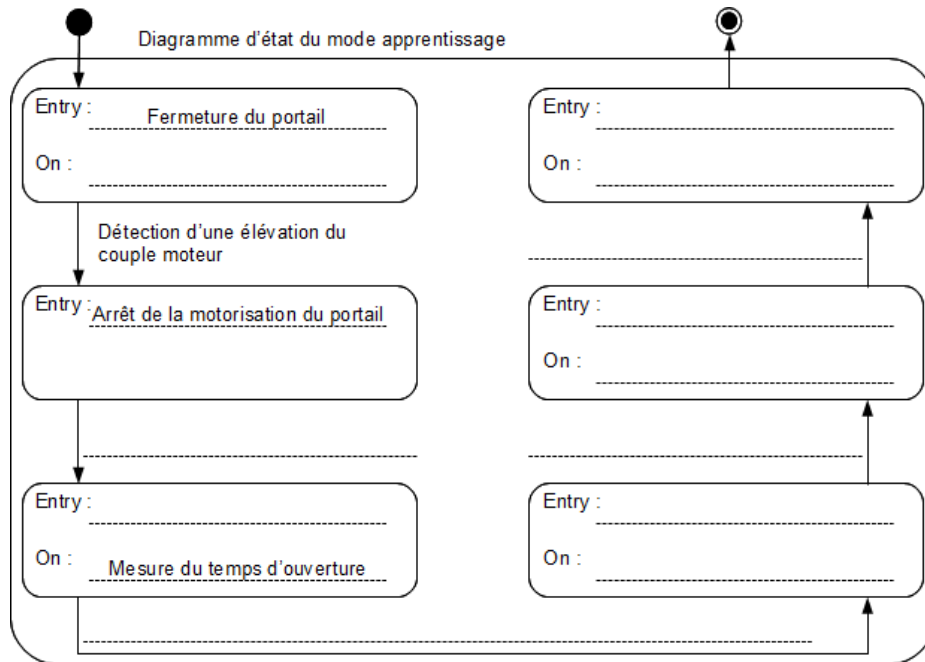 Diagramme d'état du mode apprentissage
Entry :
Fermeture du portail
On :
Détection d'une élévation du
couple moteur
Entry :
Arrêt de la motorisation du portail
Entry :
On :
Mesure du temps d'ouverture
Entry :
On :
Entry :
On :
Entry :
On :